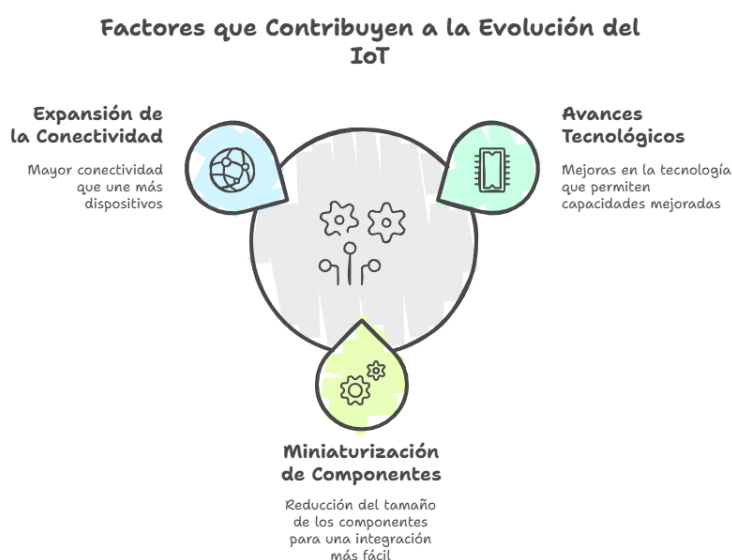 Factores que Contribuyen a la Evolución del
IoT
Expansión de
la Conectividad
Mayor conectividad
que une más
dispositivos
Avances
Tecnológicos
Mejoras en la tecnología
que permiten
capacidades mejoradas
Miniaturización
de Componentes
Reducción del tamaño
de los componentes
para una integración
más fácil